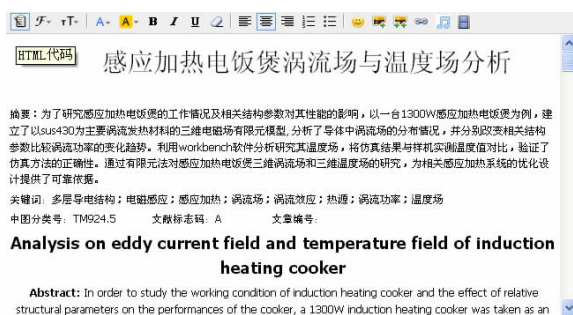 F TT A A B I U
HTML代码
感应加热电饭煲涡流场与温度场分析
摘要：为了研究感应加热电饭煲的工作情况及相关结构参数对其性能的影响，以一台1300W感应加热电饭煲为例，建
立了以sus430为主要涡流发热材料的三维电磁场有限元模型,分析了导体中涡流场的分布情况，并分别改变相关结构
参数比较涡流功率的变化趋势。利用workbench软件分析研究其温度场，将仿真结果与样机实测温度值对比，验证了
仿真方法的正确性。通过有限元法对感应加热电饭煲三维涡流场和三维温度场的研究，为相关感应加热系统的优化设
计提供了可靠依据。
关键词：多层导电结构；电磁感应；感应加热；涡流场；涡流效应；热源；涡流功率；温度场
中图分类号：TM924.5 文献标志码：A 文章编号：
Analysis on eddy current field and temperature field of induction
heating cooker
Abstract: In order to study the working condition of induction heating cooker and the effect of relative
structural parameters on the performances of the cooker, a 1300W induction heating cooker was taken as an